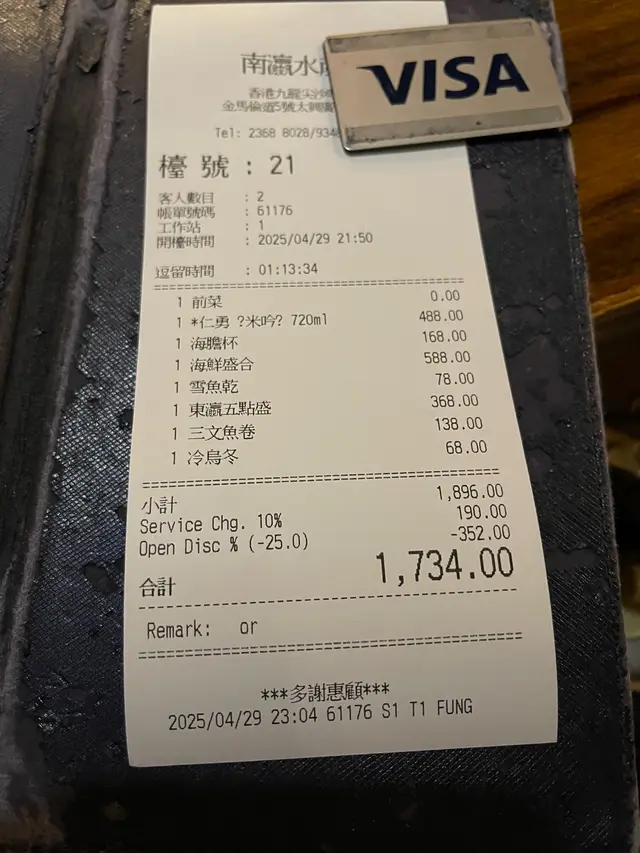 南瀛水產
VISA
香港九龍尖沙咀
金馬倫道5號太興廣
Tel: 2368 8028/934
檯 號 : 21
客人數目 : 2
帳單號碼 : 61176
工作站 : 1
開檯時間 : 2025/04/29 21:50
逗留時間 : 01:13:34
1 前菜 0.00
1 *仁勇 ?米吟? 720ml 488.00
1 海膽杯 168.00
1 海鮮盛合 588.00
1 雪魚乾 78.00
1 東瀛五點盛 368.00
1 三文魚卷 138.00
1 冷烏冬 68.00
小計 1,896.00
Service Chg. 10% 190.00
Open Disc % (-25.0) -352.00
合計 1,734.00
Remark: or
***多謝惠顧***
2025/04/29 23:04 61176 S1 T1 FUNG